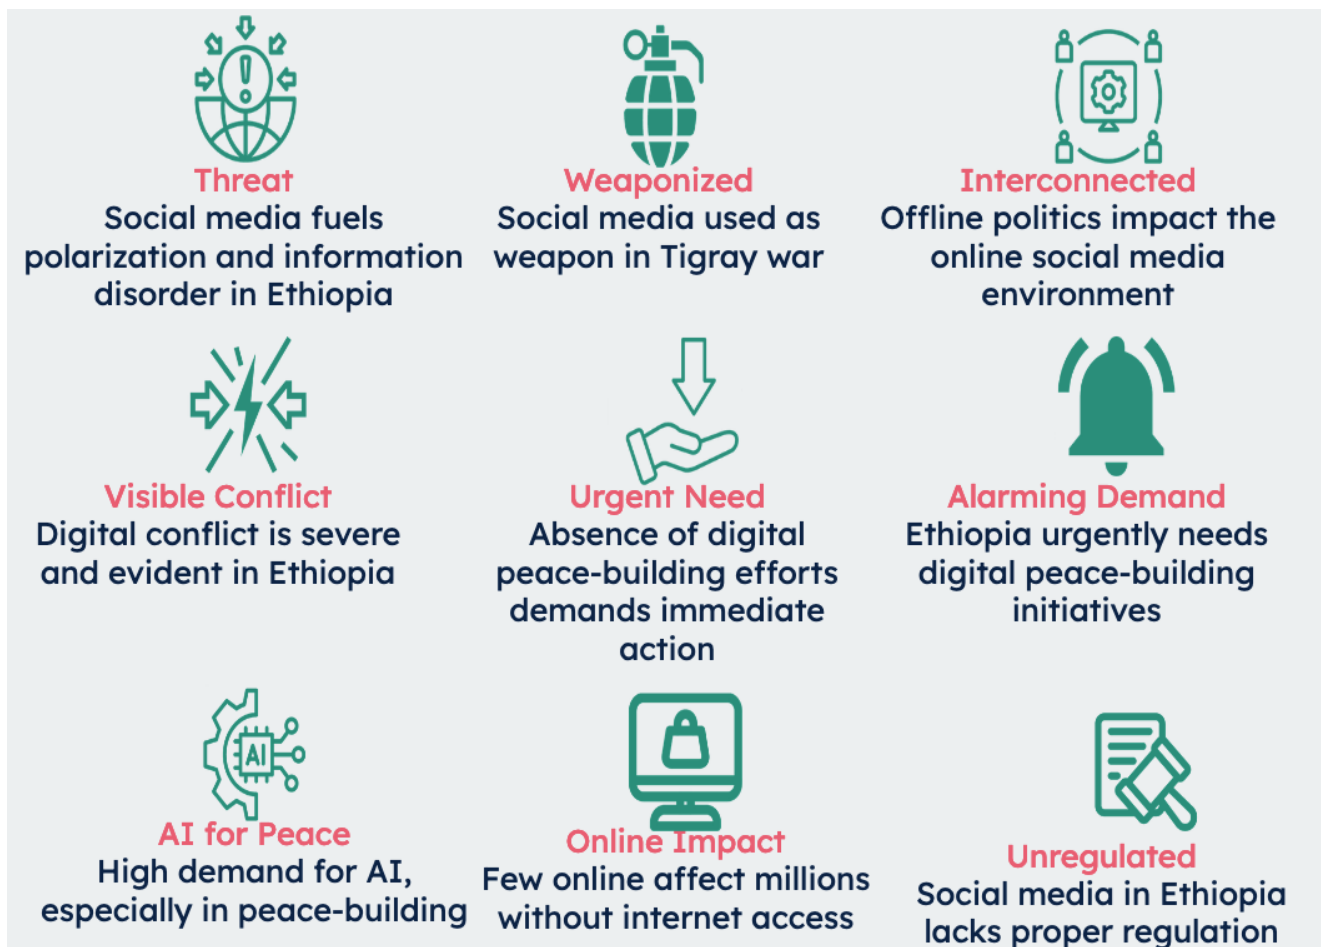 Threat
Social media fuels
polarization and information
disorder in Ethiopia
Weaponized
Social media used as
weapon in Tigray war
Interconnected
Offline politics impact the
online social media
environment
Visible Conflict
Digital conflict is severe
and evident in Ethiopia
Urgent Need
Absence of digital
peace-building efforts
demands immediate
action
Alarming Demand
Ethiopia urgently needs
digital peace-building
initiatives
AI
AI for Peace
High demand for AI,
especially in peace-building
Online Impact
Few online affect millions
without internet access
Unregulated
Social media in Ethiopia
lacks proper regulation